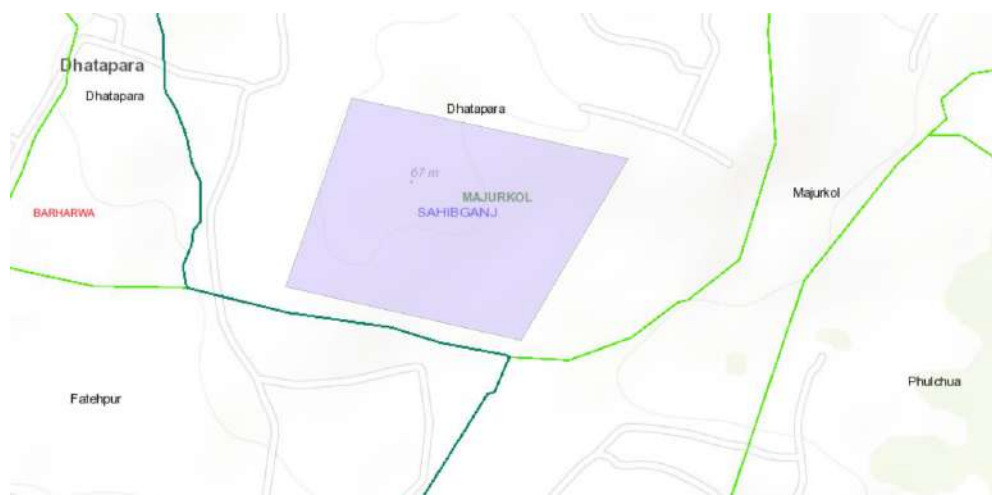 Dhatapara
Dhatapara
Dhatapara
67 m
MAJURKOL
Majurkol
BARHARWA
SAHIBGANJ
Phulchua
Fatehpur